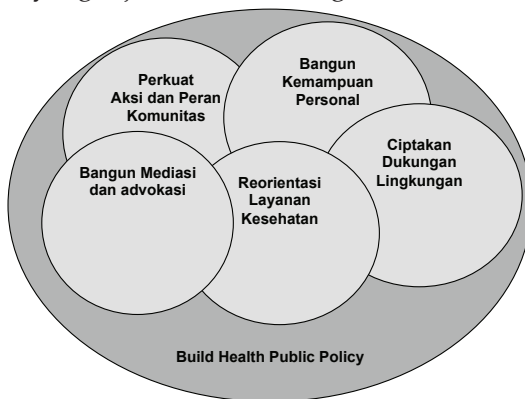 Perkuat
Aksi dan Peran
Komunitas
Bangun
Kemampuan
Personal
Ciptakan
Dukungan
Lingkungan
Bangun Mediasi
dan advokasi
Reorientasi
Layanan
Kesehatan
Build Health Public Policy